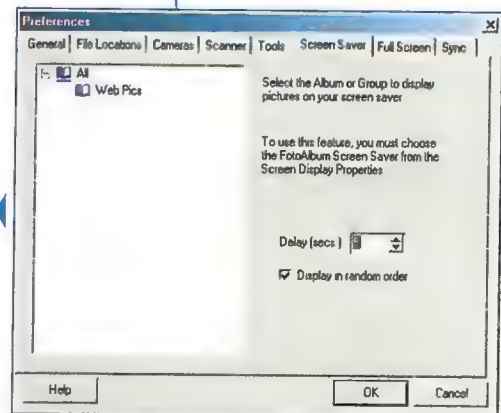 Preferences
General File Locations Cameras Scanner Tools Screen Saver Full Screen Sync
All
Web Pics
Select the Album or Group to display
pictures on your screen saver
To use this feature, you must choose
the FotoAlbum Screen Saver from the
Screen Display Properties
Delay (secs.)
Display in random order
Help OK Cancel